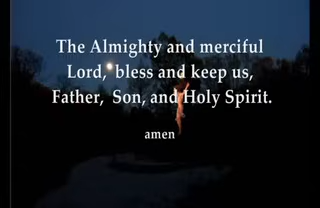 The Almighty and merciful
Lord, bless and keep us,
Father, Son, and Holy Spirit.
amen